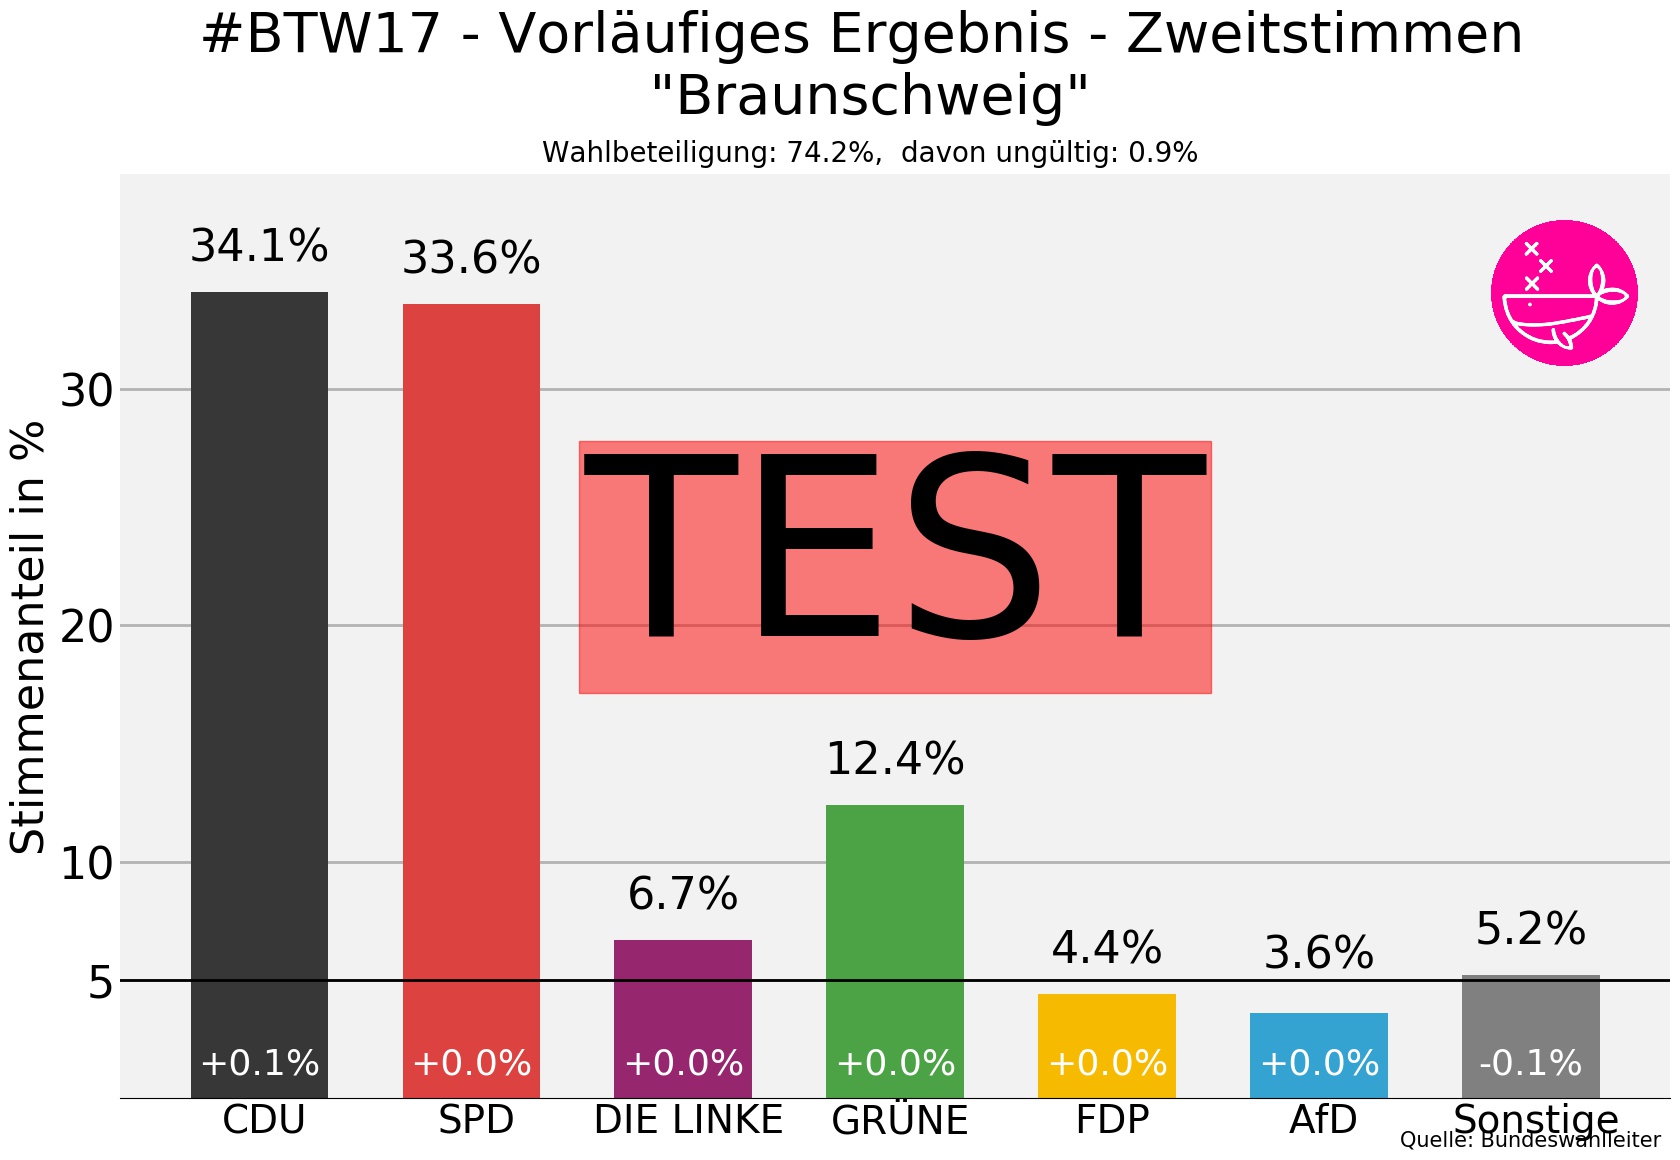 #BTW17 - Vorläufiges Ergebnis - Zweitstimmen
"Braunschweig"
Wahlbeteiligung: 74.2%, davon ungültig: 0.9%
Stimmenanteil in %
30
20
10
5
34.1%
33.6%
6.7%
12.4%
4.4%
3.6%
5.2%
TEST
+0.1%
+0.0%
+0.0%
+0.0%
+0.0%
+0.0%
-0.1%
CDU
SPD
DIE LINKE
GRÜNE
FDP
AfD
Sonstige
Quelle: Bundeswahlleiter